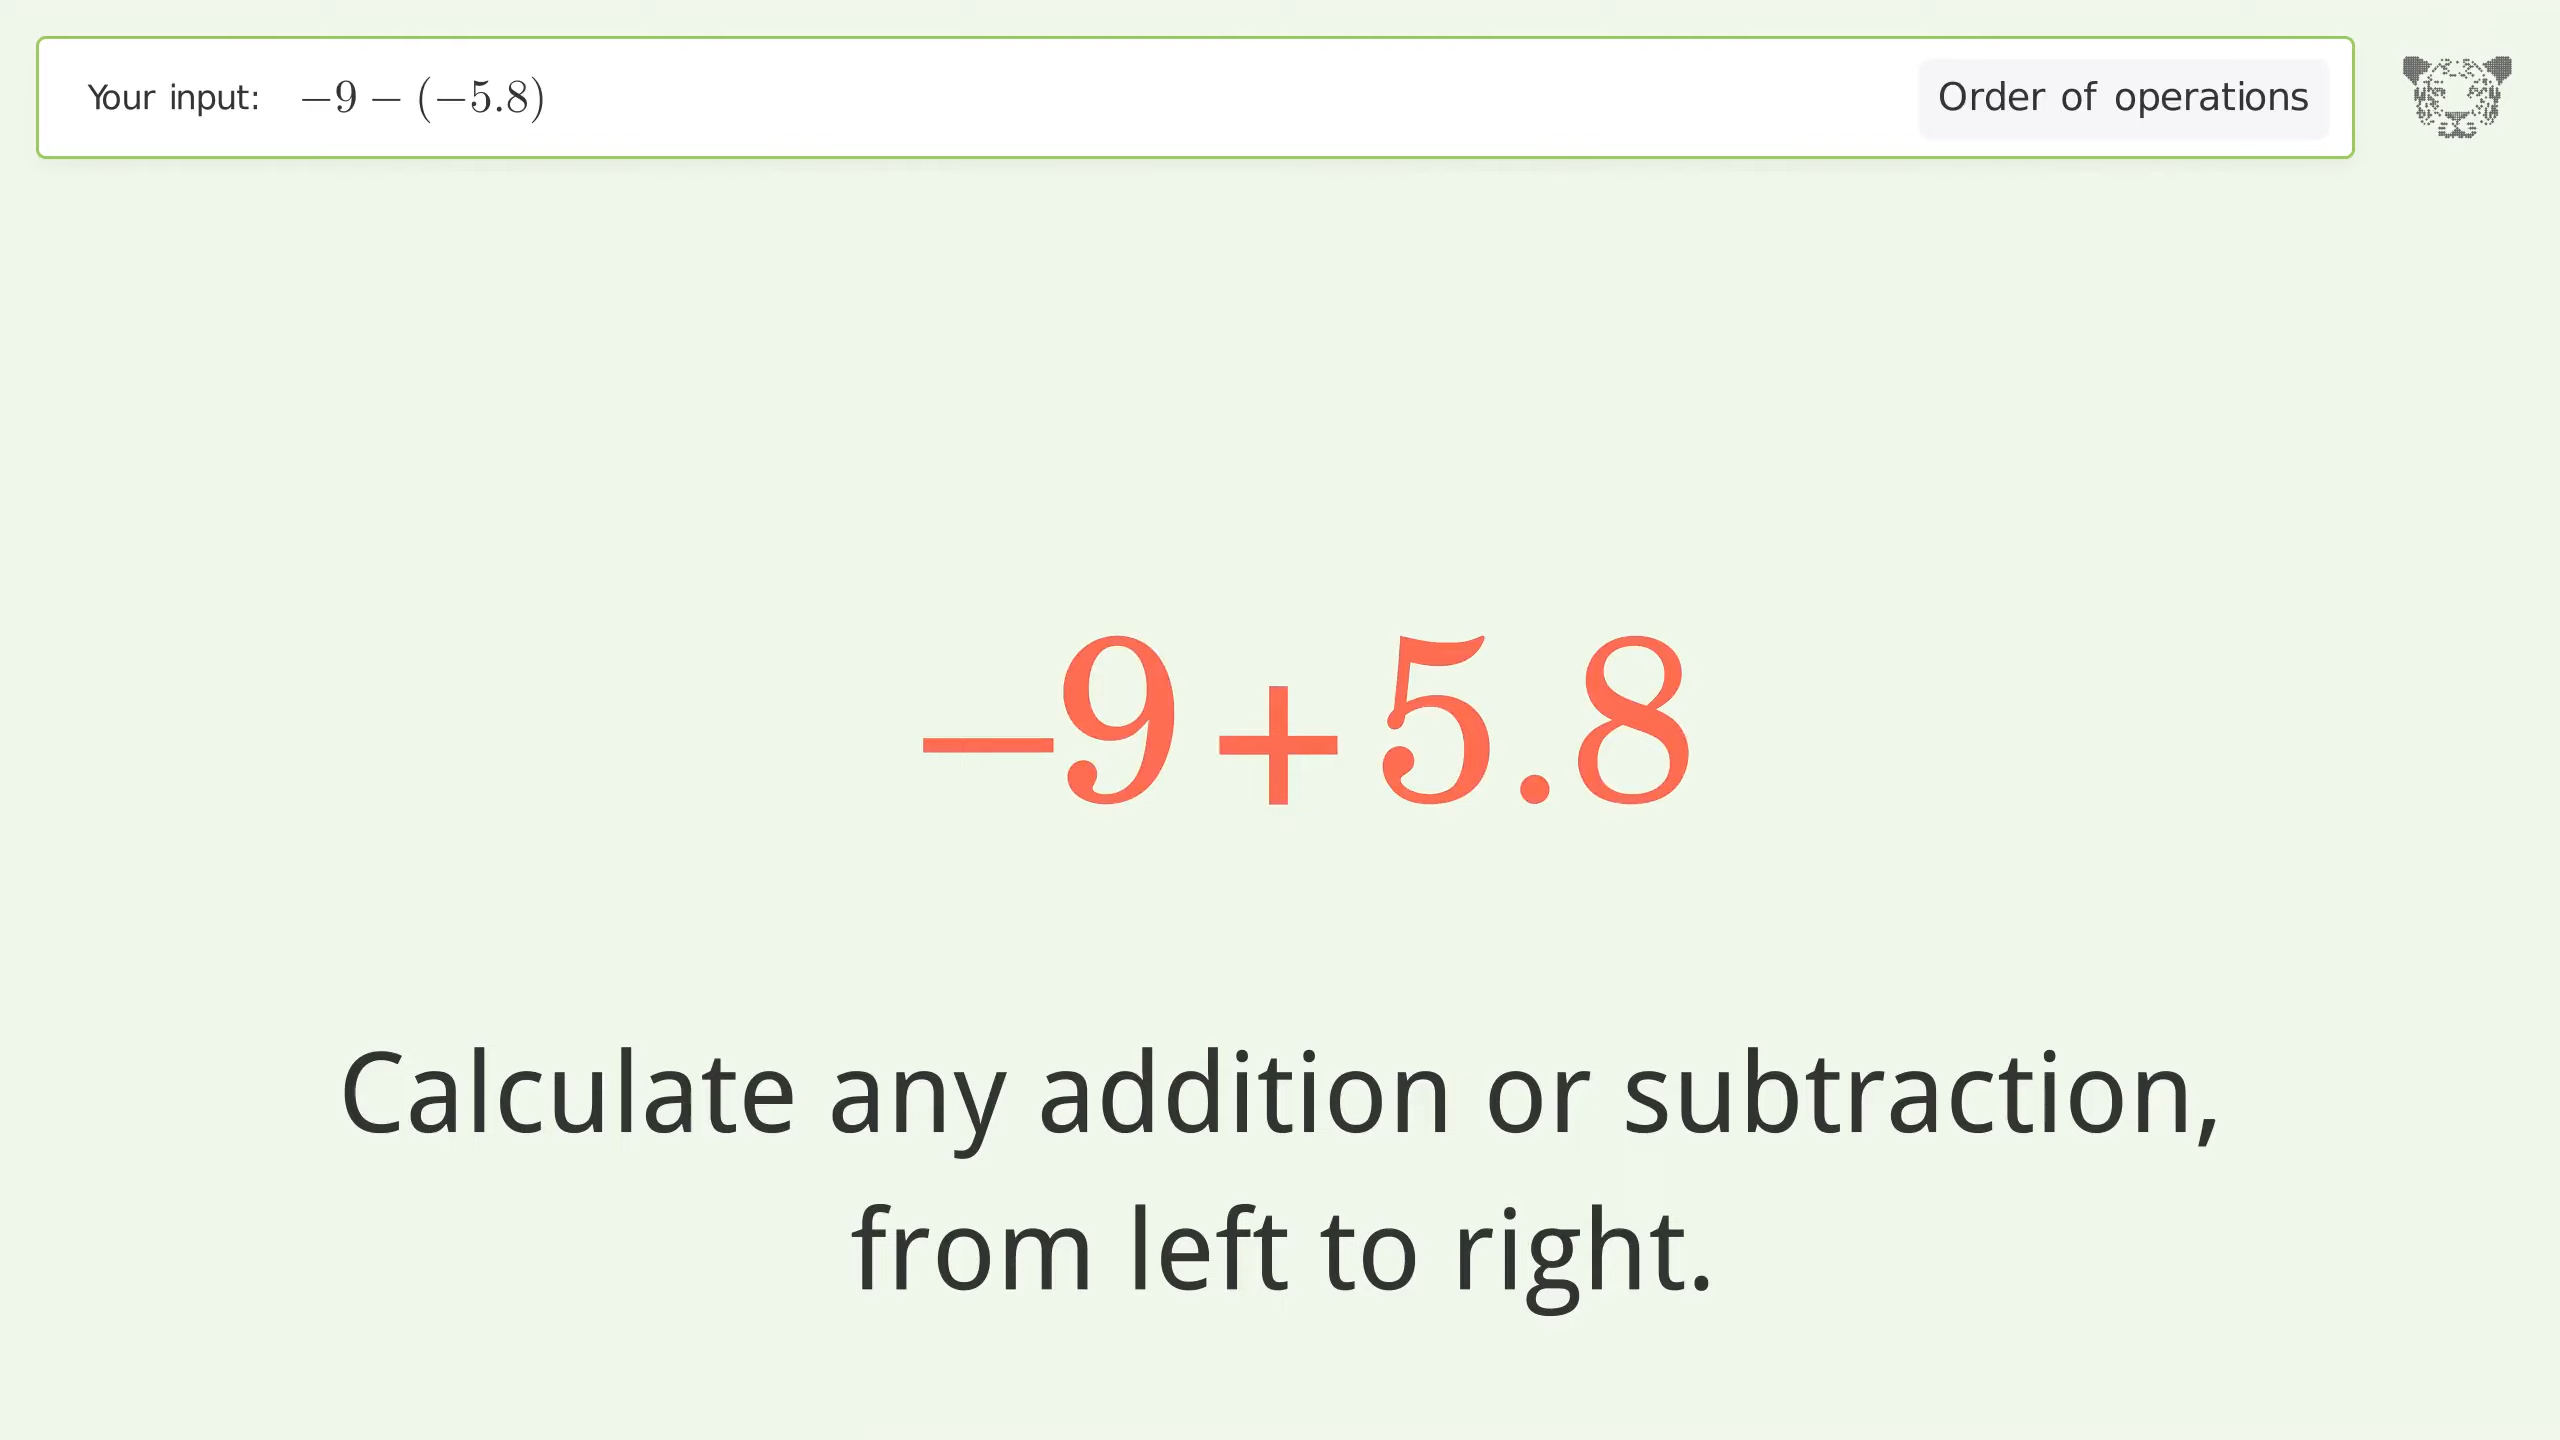 Your input: −9 − (−5.8)
Order of operations
−9+5.8
Calculate any addition or subtraction,
from left to right.